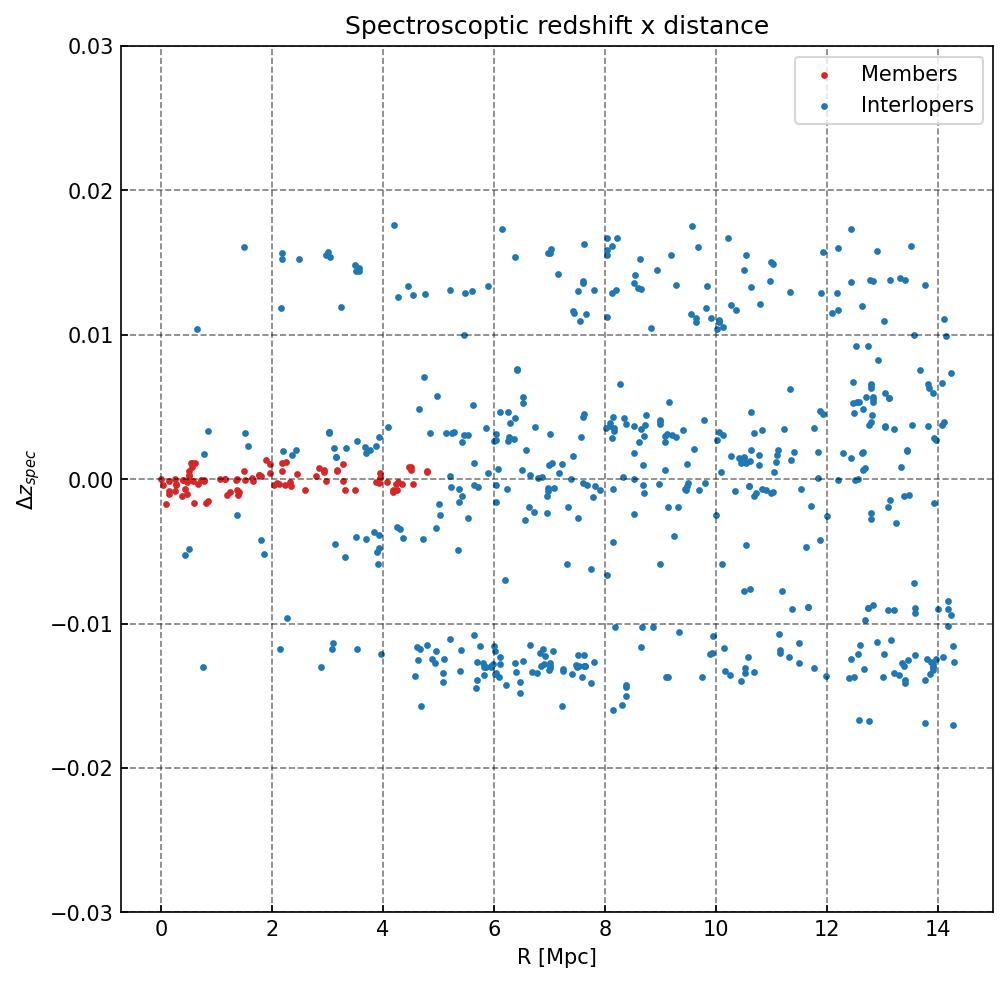 Spectroscoptic redshift x distance
0.03
0.02
0.01
0.00
−0.01
−0.02
−0.03
Δz_spec
Members
Interlopers
0 2 4 6 8 10 12 14
R [Mpc]